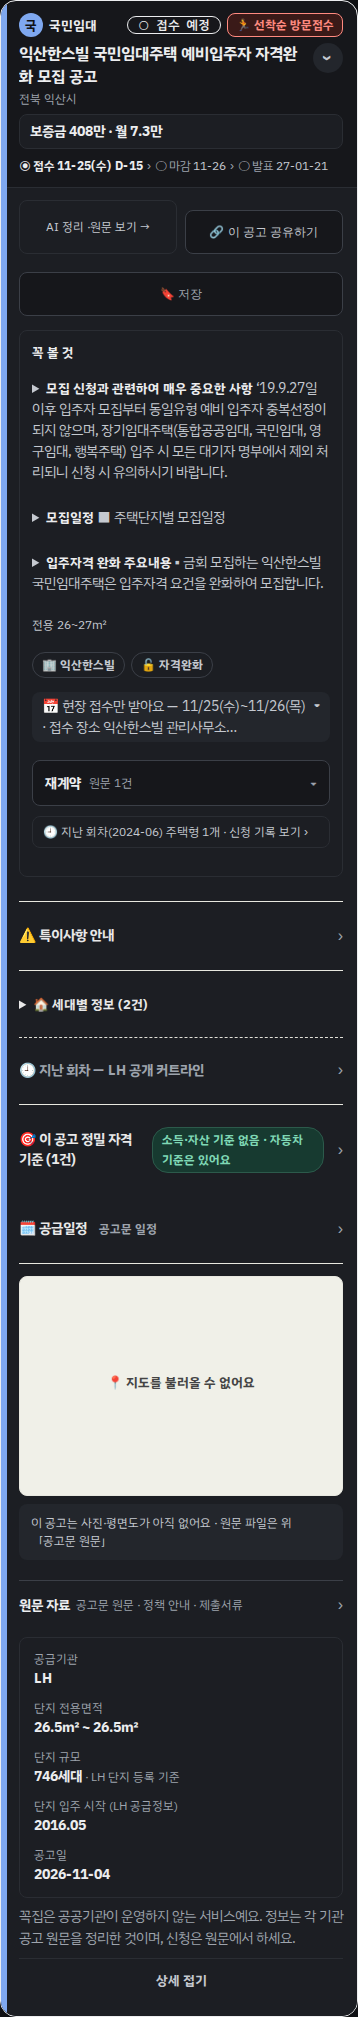 국 국민임대 ○ 접수 예정 🏃 선착순 방문접수
익산한스빌 국민임대주택 예비입주자 자격완
화 모집 공고
전북 익산시
보증금 408만 · 월 7.3만
◉ 접수 11-25(수) D-15 › ○ 마감 11-26 › ○ 발표 27-01-21
AI 정리 ·원문 보기 →
🔗 이 공고 공유하기
🔖 저장
꼭 볼 것
▶ 모집 신청과 관련하여 매우 중요한 사항 ‘19.9.27일
이후 입주자 모집부터 동일유형 예비 입주자 중복선정이
되지 않으며, 장기임대주택(통합공공임대, 국민임대, 영
구임대, 행복주택) 입주 시 모든 대기자 명부에서 제외 처
리되니 신청 시 유의하시기 바랍니다.
▶ 모집일정 ■ 주택단지별 모집일정
▶ 입주자격 완화 주요내용 ▪ 금회 모집하는 익산한스빌
국민임대주택은 입주자격 요건을 완화하여 모집합니다.
전용 26~27m²
🏢 익산한스빌 🔓 자격완화
📅 현장 접수만 받아요 — 11/25(수)~11/26(목)
· 접수 장소 익산한스빌 관리사무소…
재계약 원문 1건
🕘 지난 회차(2024-06) 주택형 1개 · 신청 기록 보기 ›
⚠️ 특이사항 안내 ›
▶ 🏠 세대별 정보 (2건)
🕘 지난 회차 — LH 공개 커트라인 ›
🎯 이 공고 정밀 자격
기준 (1건)
소득·자산 기준 없음 · 자동차
기준은 있어요 ›
🗓️ 공급일정 공고문 일정 ›
📍 지도를 불러올 수 없어요
이 공고는 사진·평면도가 아직 없어요 · 원문 파일은 위
「공고문 원문」
원문 자료 공고문 원문 · 정책 안내 · 제출서류 ›
공급기관
LH
단지 전용면적
26.5m² ~ 26.5m²
단지 규모
746세대 · LH 단지 등록 기준
단지 입주 시작 (LH 공급정보)
2016.05
공고일
2026-11-04
꼭집은 공공기관이 운영하지 않는 서비스예요. 정보는 각 기관
공고 원문을 정리한 것이며, 신청은 원문에서 하세요.
상세 접기